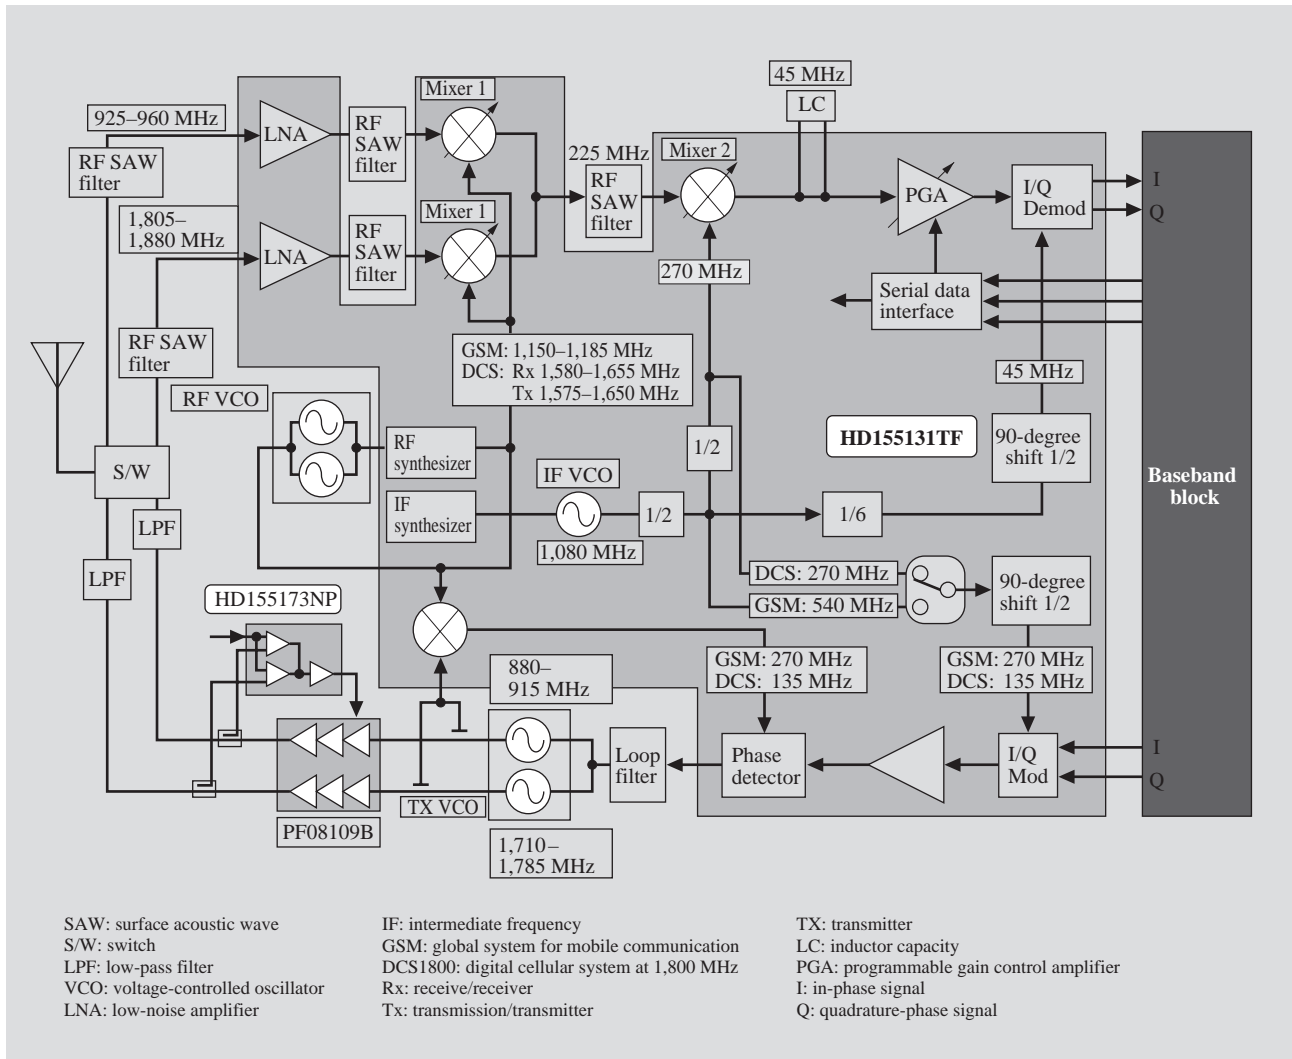 45 MHz
LC
Mixer 1
925–960 MHz
LNA
RF
SAW
filter
RF SAW
filter
225 MHz
RF
SAW
filter
Mixer 2
PGA
I/Q
Demod
I
Q
1,805–
1,880 MHz
LNA
RF
SAW
filter
Mixer 1
270 MHz
Serial data
interface
RF SAW
filter
GSM: 1,150–1,185 MHz
DCS: Rx 1,580–1,655 MHz
Tx 1,575–1,650 MHz
45 MHz
RF VCO
HD155131TF
90-degree
shift 1/2
S/W
RF
synthesizer
1/2
Baseband
block
IF
synthesizer
IF VCO
1,080 MHz
1/2
1/6
LPF
LPF
DCS: 270 MHz
GSM: 540 MHz
90-degree
shift 1/2
HD155173NP
880–
915 MHz
GSM: 270 MHz
DCS: 135 MHz
GSM: 270 MHz
DCS: 135 MHz
Loop
filter
Phase
detector
I/Q
Mod
I
Q
TX VCO
PF08109B
1,710–
1,785 MHz
SAW: surface acoustic wave
S/W: switch
LPF: low-pass filter
VCO: voltage-controlled oscillator
LNA: low-noise amplifier
IF: intermediate frequency
GSM: global system for mobile communication
DCS1800: digital cellular system at 1,800 MHz
Rx: receive/receiver
Tx: transmission/transmitter
TX: transmitter
LC: inductor capacity
PGA: programmable gain control amplifier
I: in-phase signal
Q: quadrature-phase signal